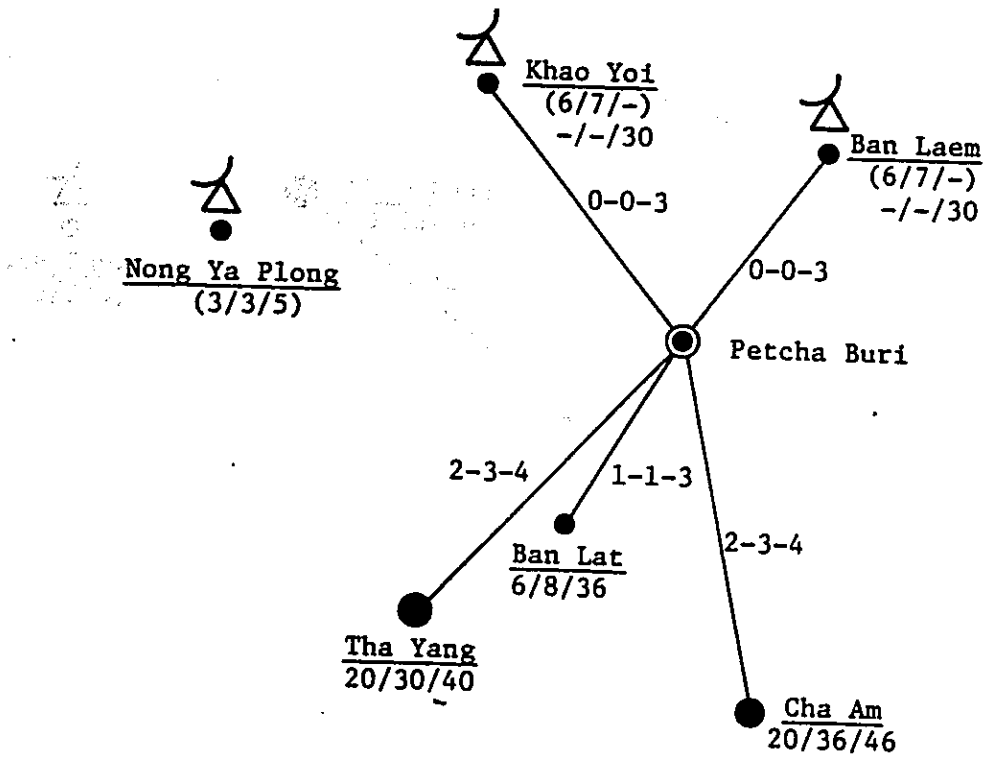 Khao Yoi
(6/7/-)
-/-/30
Ban Laem
(6/7/-)
-/-/30
0-0-3
Nong Ya Plong
(3/3/5)
0-0-3
Petcha Buri
2-3-4
1-1-3
2-3-4
Ban Lat
6/8/36
Tha Yang
20/30/40
Cha Am
20/36/46